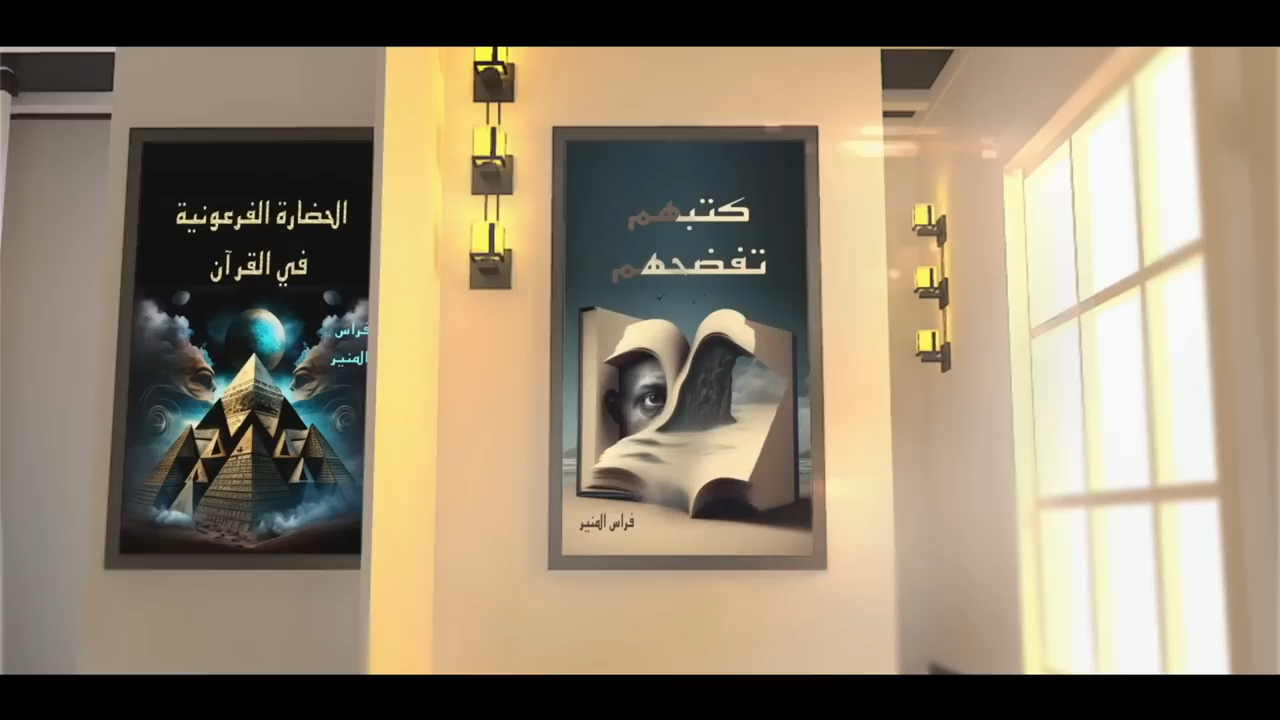 الحضارة الفرعونية
في القرآن
فراس
المنير
كتبهم
تفضحهم
فراس المنير